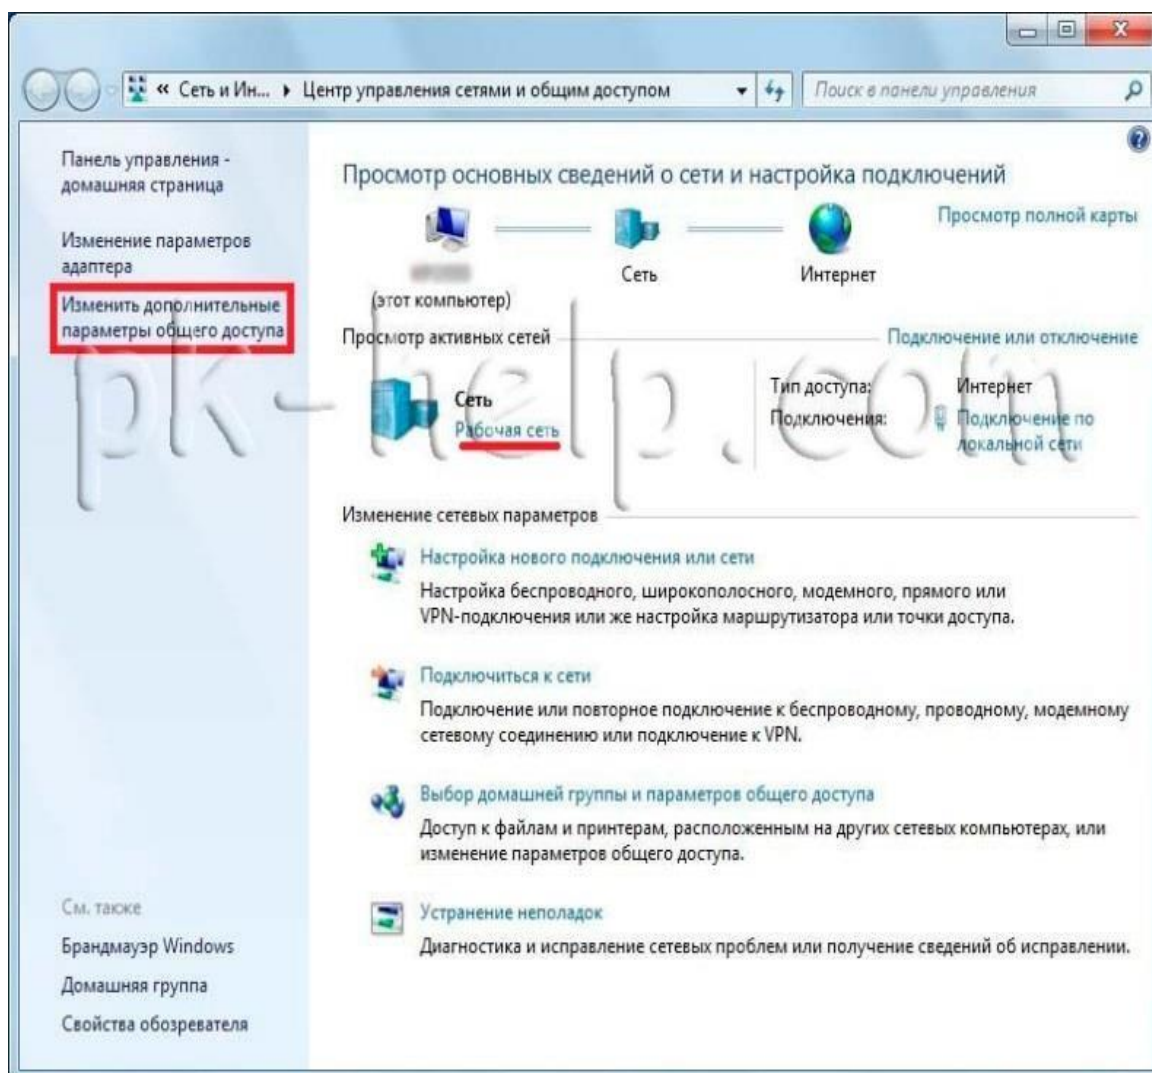 « Сеть и Ин... Центр управления сетями и общим доступом
Поиск в панели управления
Панель управления -
домашняя страница
Изменение параметров
адаптера
Изменить дополнительные
параметры общего доступа
См. также
Брандмауэр Windows
Домашняя группа
Свойства обозревателя
Просмотр основных сведений о сети и настройка подключений
Просмотр полной карты
(этот компьютер)
Сеть
Интернет
Просмотр активных сетей
Подключение или отключение
Сеть
Рабочая сеть
Тип доступа: Интернет
Подключения: Подключение по
локальной сети
Изменение сетевых параметров
Настройка нового подключения или сети
Настройка беспроводного, широкополосного, модемного, прямого или
VPN-подключения или же настройка маршрутизатора или точки доступа.
Подключиться к сети
Подключение или повторное подключение к беспроводному, проводному, модемному
сетевому соединению или подключение к VPN.
Выбор домашней группы и параметров общего доступа
Доступ к файлам и принтерам, расположенным на других сетевых компьютерах, или
изменение параметров общего доступа.
Устранение неполадок
Диагностика и исправление сетевых проблем или получение сведений об исправлении.
pk-help.com